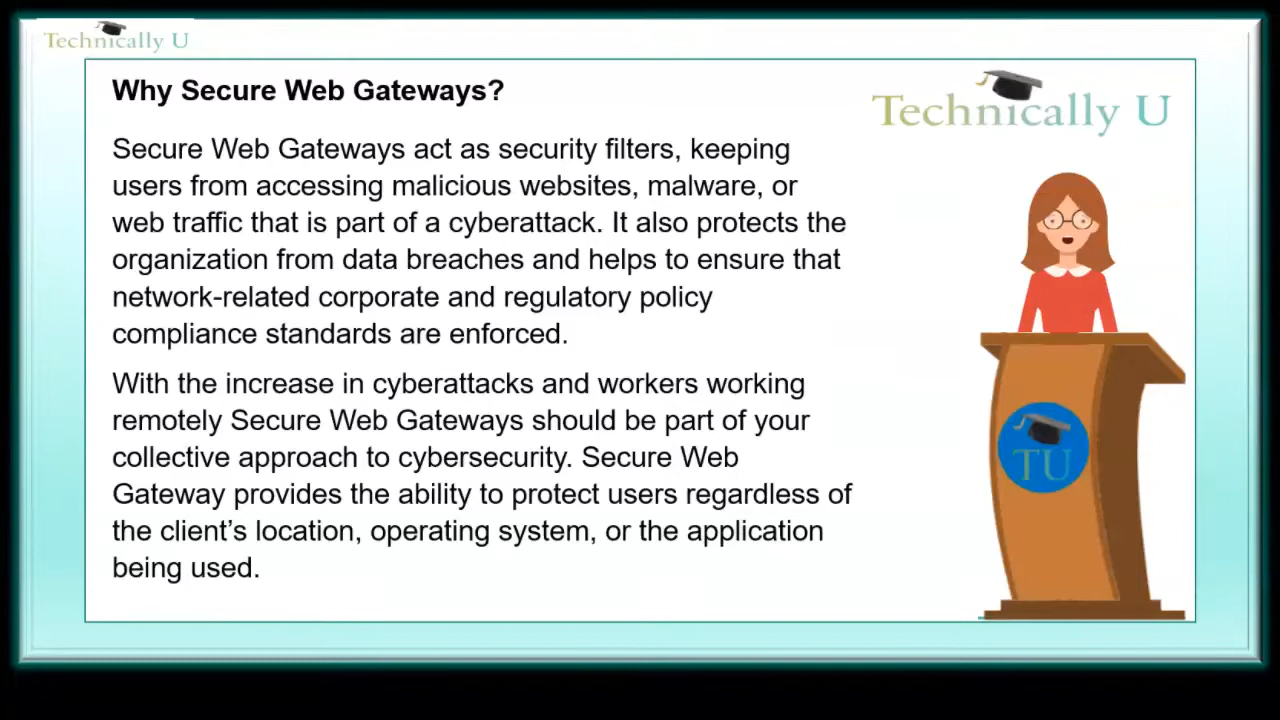 Technically U
Why Secure Web Gateways?
Technically U
Secure Web Gateways act as security filters, keeping
users from accessing malicious websites, malware, or
web traffic that is part of a cyberattack. It also protects the
organization from data breaches and helps to ensure that
network-related corporate and regulatory policy
compliance standards are enforced.
With the increase in cyberattacks and workers working
remotely Secure Web Gateways should be part of your
collective approach to cybersecurity. Secure Web
Gateway provides the ability to protect users regardless of
the client’s location, operating system, or the application
being used.
TU